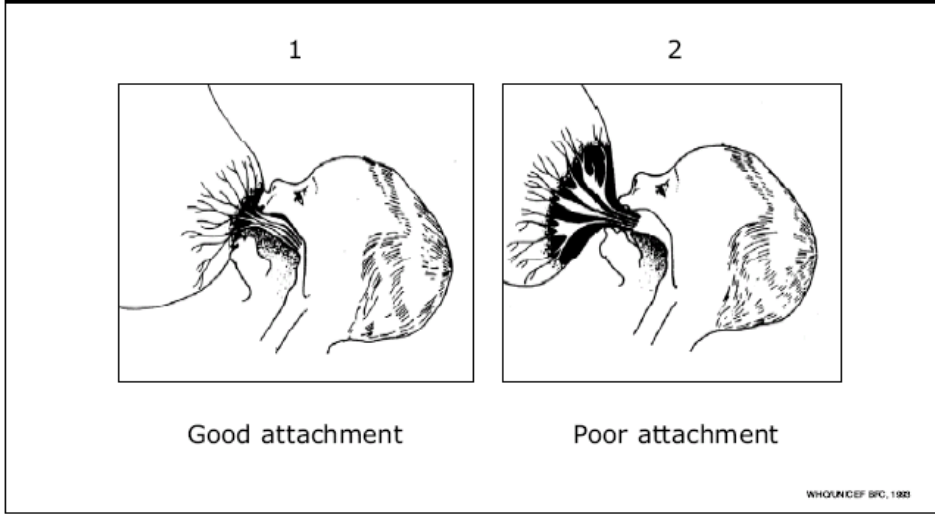 1
2
Good attachment
Poor attachment
WHO/UNICEF BFC, 1993